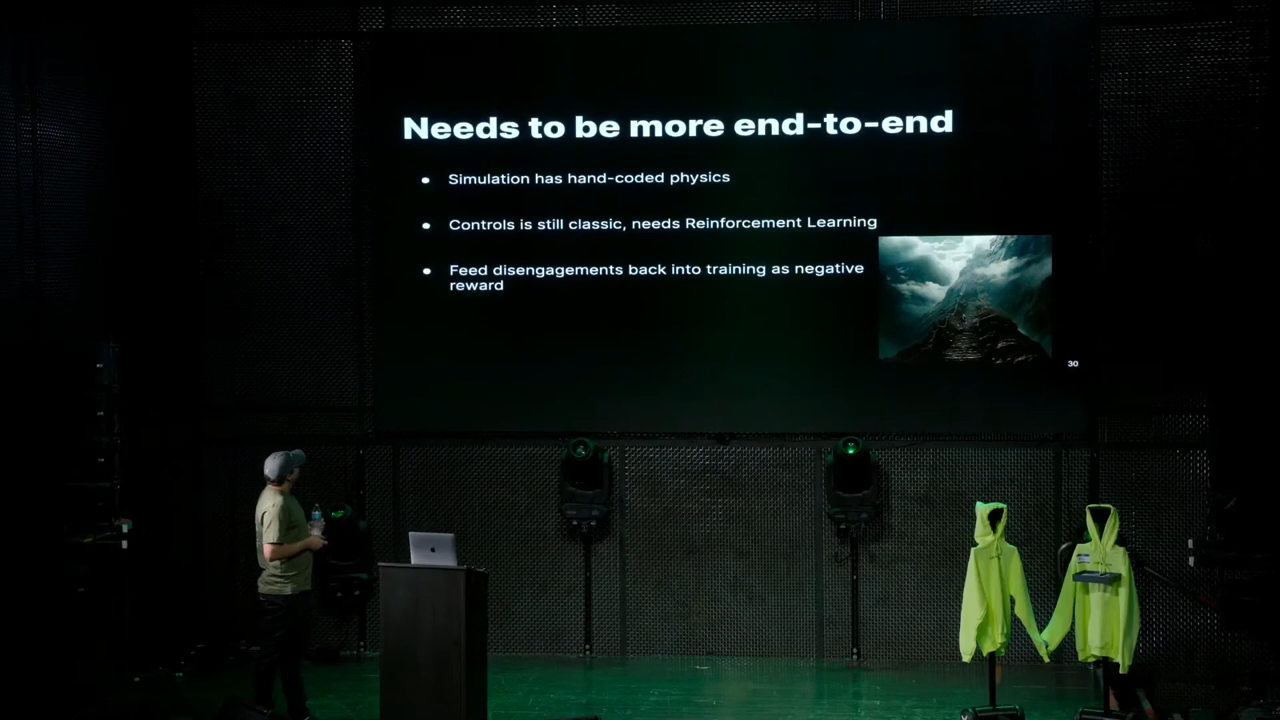 Needs to be more end-to-end
● Simulation has hand-coded physics
● Controls is still classic, needs Reinforcement Learning
● Feed disengagements back into training as negative
reward
30